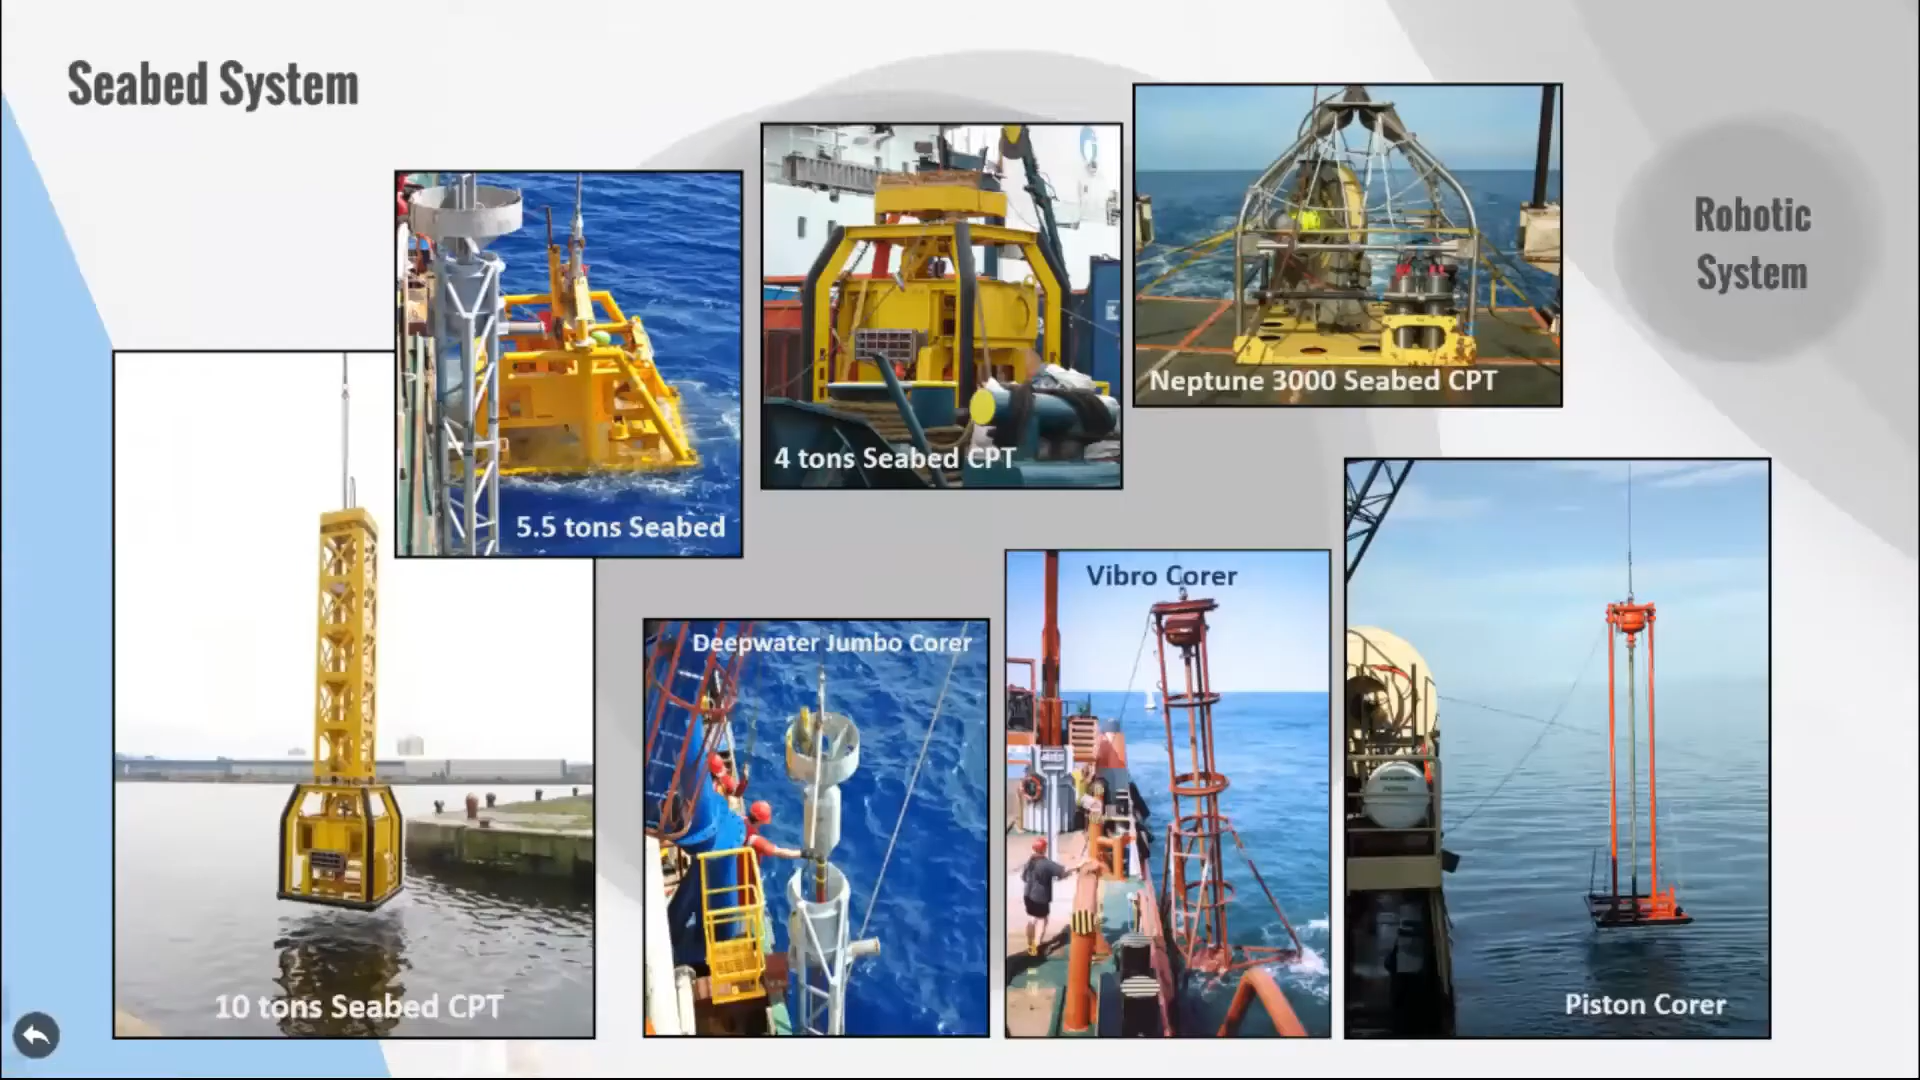 Seabed System
Robotic
System
5.5 tons Seabed
4 tons Seabed CPT
Neptune 3000 Seabed CPT
10 tons Seabed CPT
Deepwater Jumbo Corer
Vibro Corer
Piston Corer